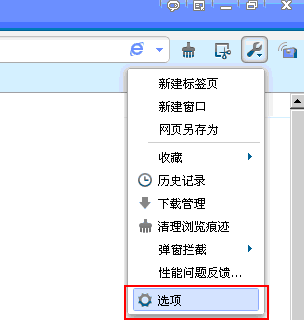 新建标签页
新建窗口
网页另存为
收藏
历史记录
下载管理
清理浏览痕迹
弹窗拦截
性能问题反馈...
选项